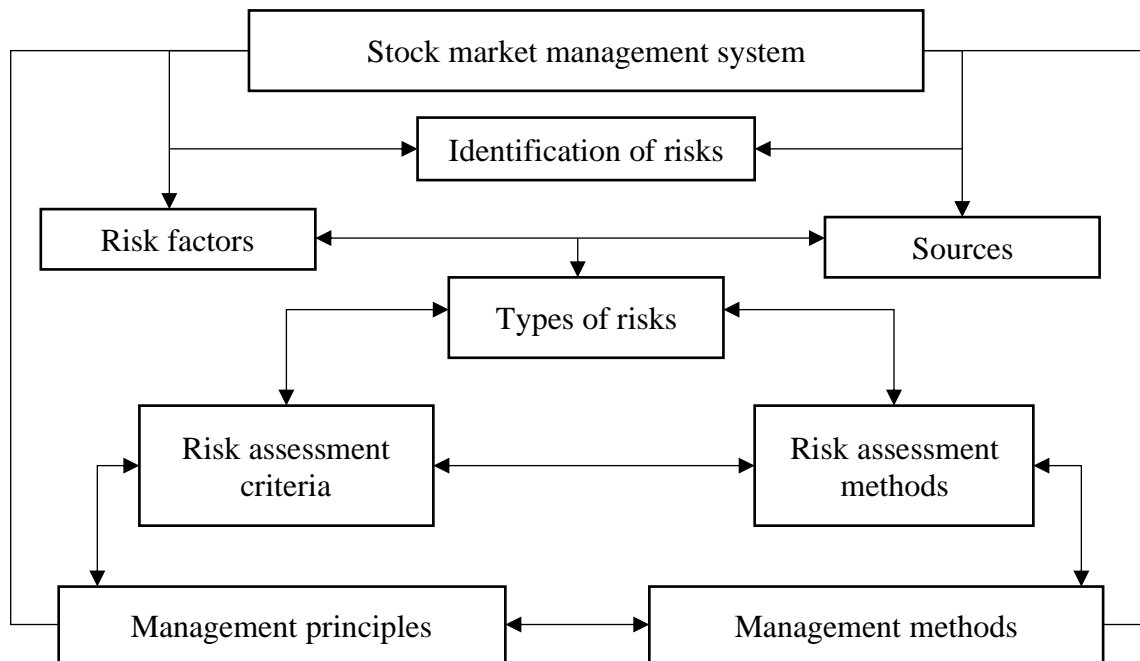 Stock market management system
Identification of risks
Risk factors
Sources
Types of risks
Risk assessment
criteria
Risk assessment
methods
Management principles
Management methods